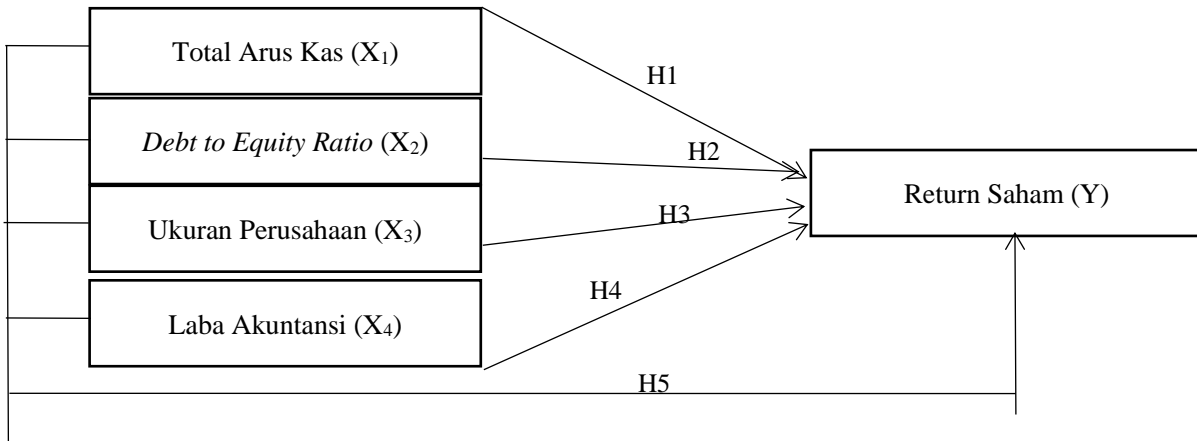 Total Arus Kas (X₁)
H1
Debt to Equity Ratio (X₂)
H2
Return Saham (Y)
Ukuran Perusahaan (X₃)
H3
H4
Laba Akuntansi (X₄)
H5